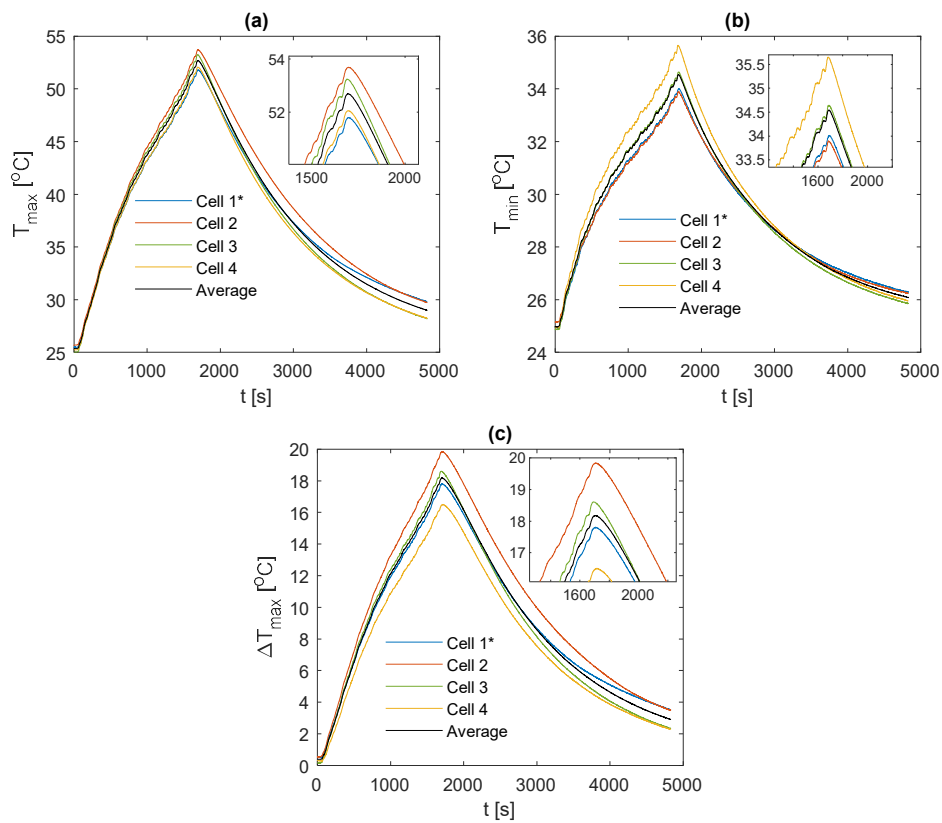 (a)
55
50
45
40
35
30
25
T_max [°C]
0 1000 2000 3000 4000 5000
t [s]
54
52
1500 2000
Cell 1*
Cell 2
Cell 3
Cell 4
Average
(b)
36
34
32
30
28
26
24
T_min [°C]
0 1000 2000 3000 4000 5000
t [s]
35.5
35
34.5
34
33.5
1600 2000
Cell 1*
Cell 2
Cell 3
Cell 4
Average
(c)
20
18
16
14
12
10
8
6
4
2
0
ΔT_max [°C]
0 1000 2000 3000 4000 5000
t [s]
20
19
18
17
1600 2000
Cell 1*
Cell 2
Cell 3
Cell 4
Average